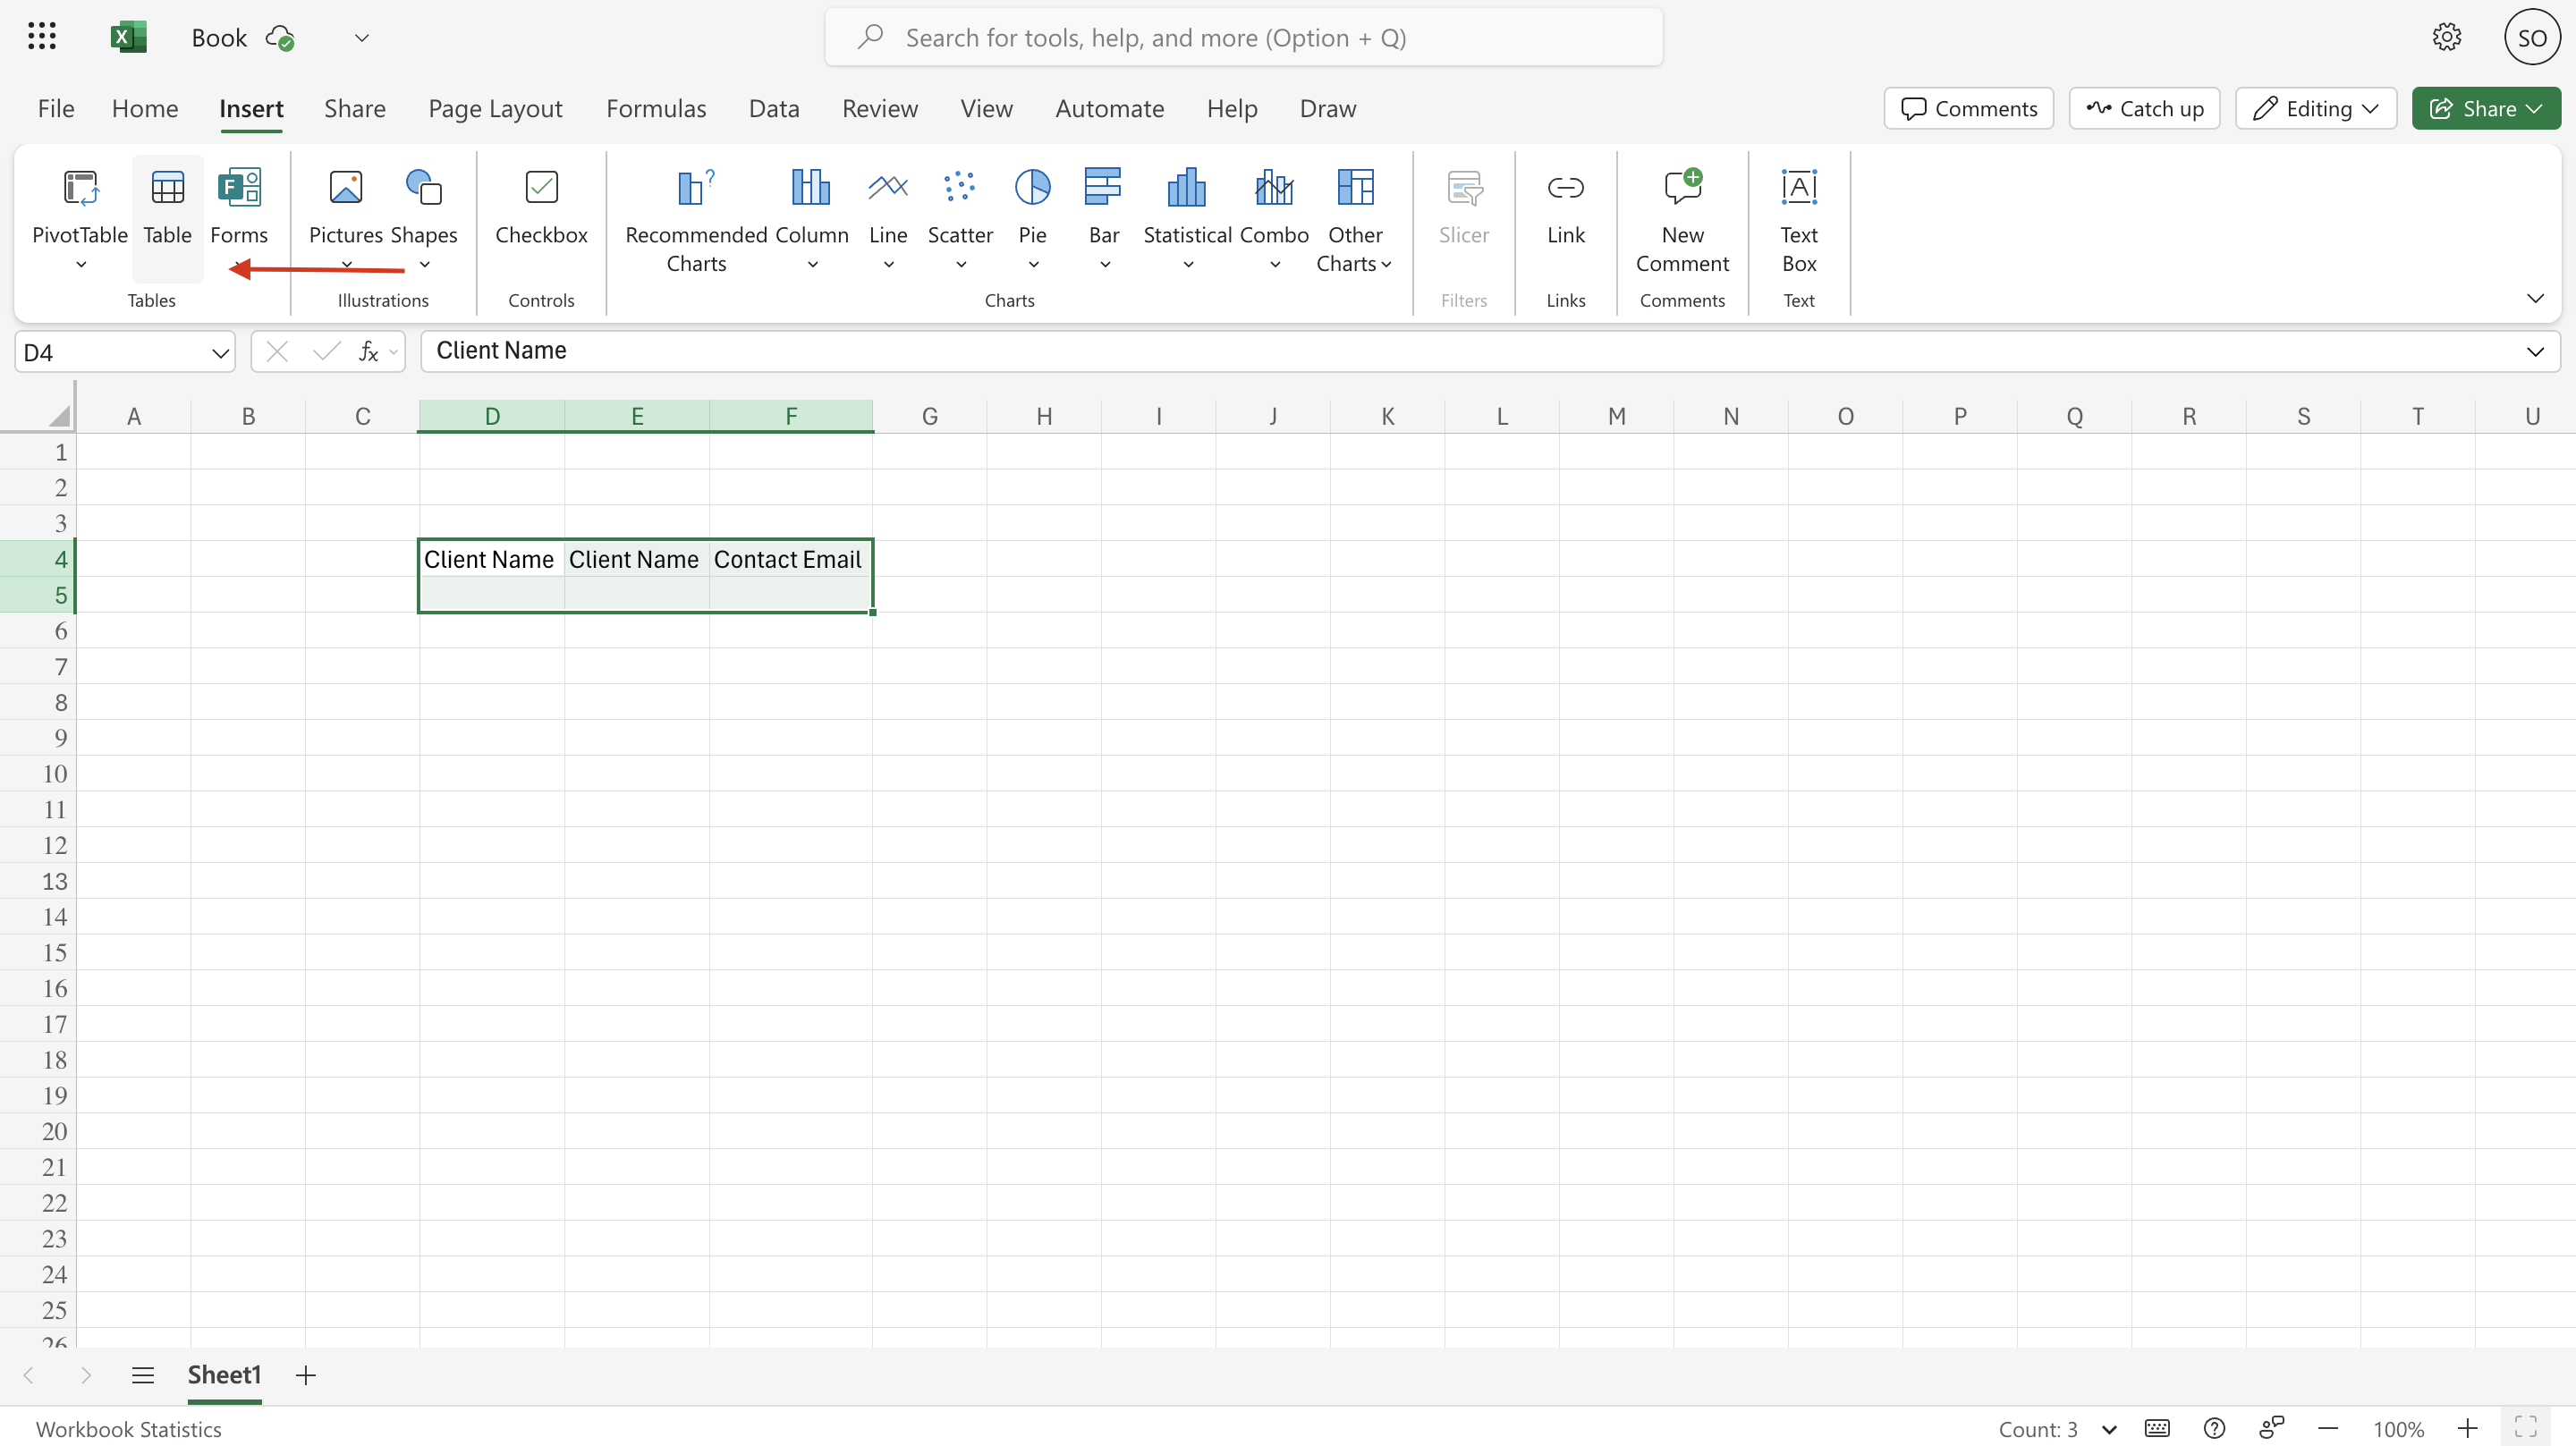 Book
Search for tools, help, and more (Option + Q)
SO
File Home Insert Share Page Layout Formulas Data Review View Automate Help Draw
Comments Catch up Editing Share
PivotTable Table Forms Pictures Shapes Checkbox Recommended Charts Column Line Scatter Pie Bar Statistical Combo Other Charts Slicer Link New Comment Text Box
Tables Illustrations Controls Charts Filters Links Comments Text
D4 fx Client Name
A B C D E F G H I J K L M N O P Q R S T U
1
2
3
4 Client Name Client Name Contact Email
5
6
7
8
9
10
11
12
13
14
15
16
17
18
19
20
21
22
23
24
25
26
Sheet1
Workbook Statistics Count: 3 100%